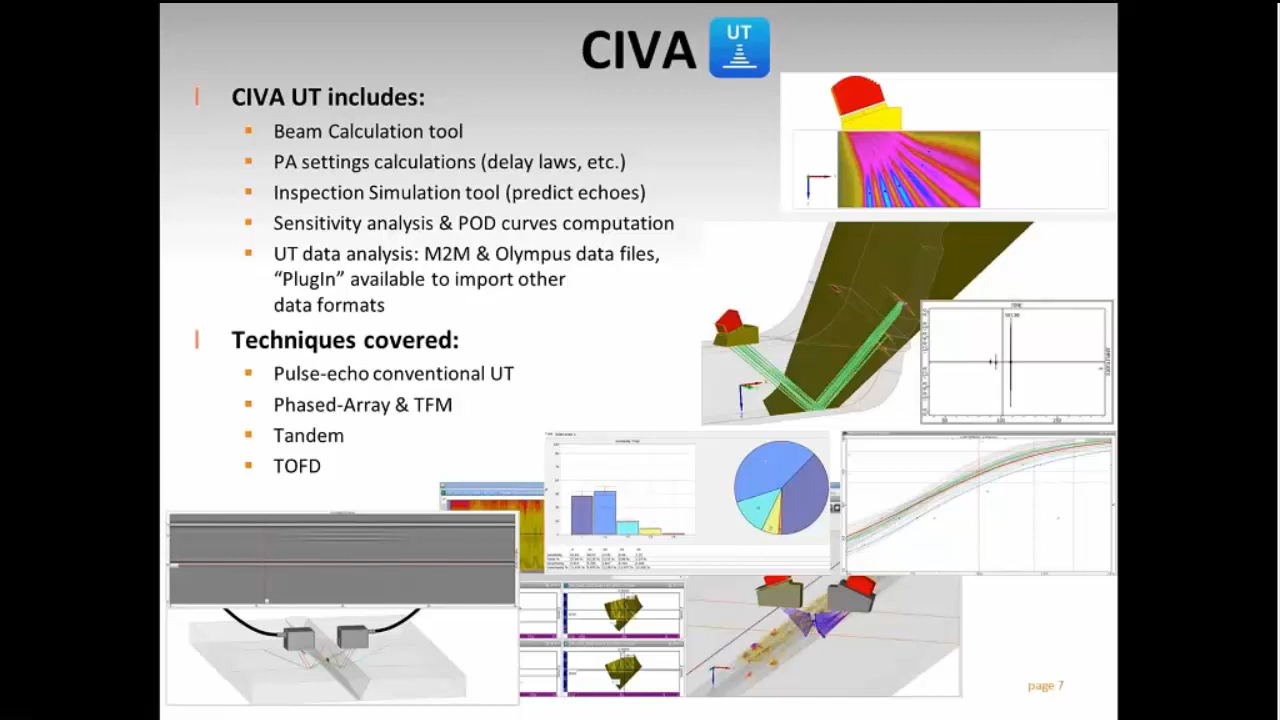 CIVA
UT
CIVA UT includes:
Beam Calculation tool
PA settings calculations (delay laws, etc.)
Inspection Simulation tool (predict echoes)
Sensitivity analysis & POD curves computation
UT data analysis: M2M & Olympus data files,
“PlugIn” available to import other
data formats
Techniques covered:
Pulse-echo conventional UT
Phased-Array & TFM
Tandem
TOFD
page 7